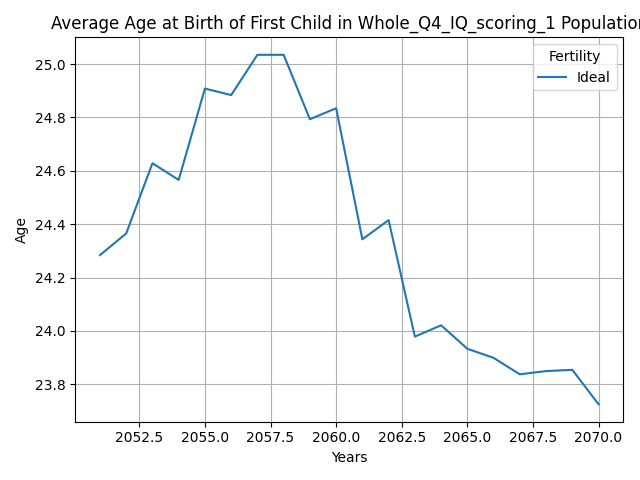 Average Age at Birth of First Child in Whole_Q4_IQ_scoring_1 Population
Fertility
Ideal
25.0
24.8
24.6
24.4
24.2
24.0
23.8
Age
2052.5 2055.0 2057.5 2060.0 2062.5 2065.0 2067.5 2070.0
Years